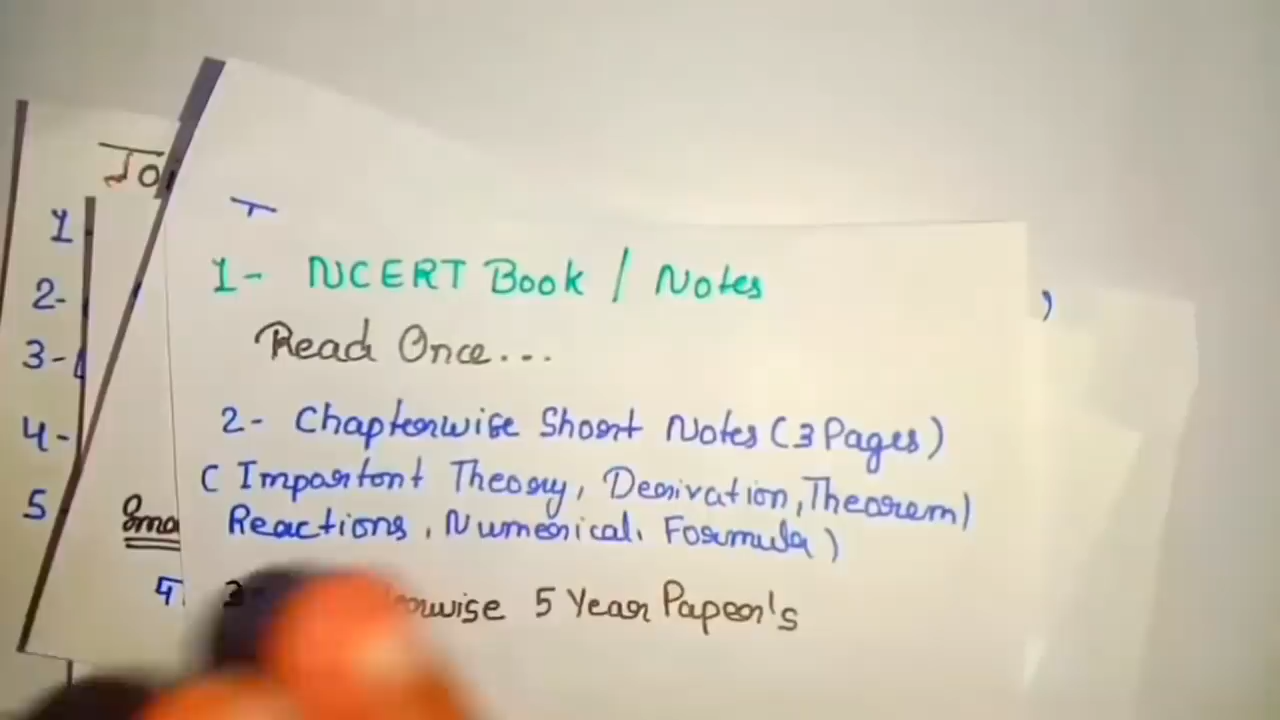 1- NCERT Book / Notes
Read Once...
2- Chapterwise Short Notes (3 Pages)
( Important Theory, Derivation, Theorem)
Reactions, Numerical, Formula)
5 Year Paper's
1
2-
3-
4-
5